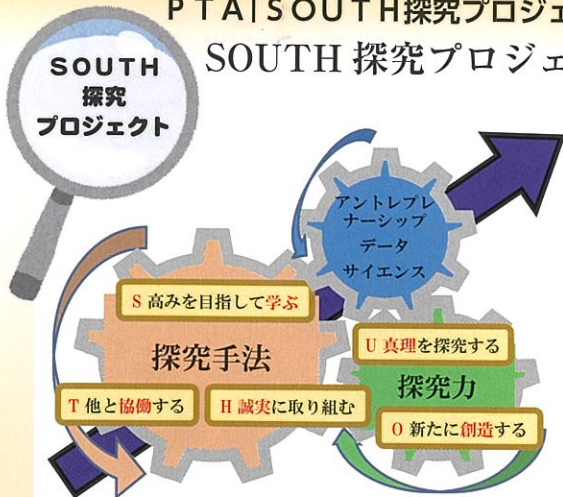 PTA|SOUTH探究プロジェ
SOUTH 探究プロジェ
SOUTH
探究
プロジェクト
アントレプレ
ナーシップ
データ
サイエンス
S 高みを目指して学ぶ
探究手法
T 他と協働する
H 誠実に取り組む
U 真理を探究する
探究力
O 新たに創造する